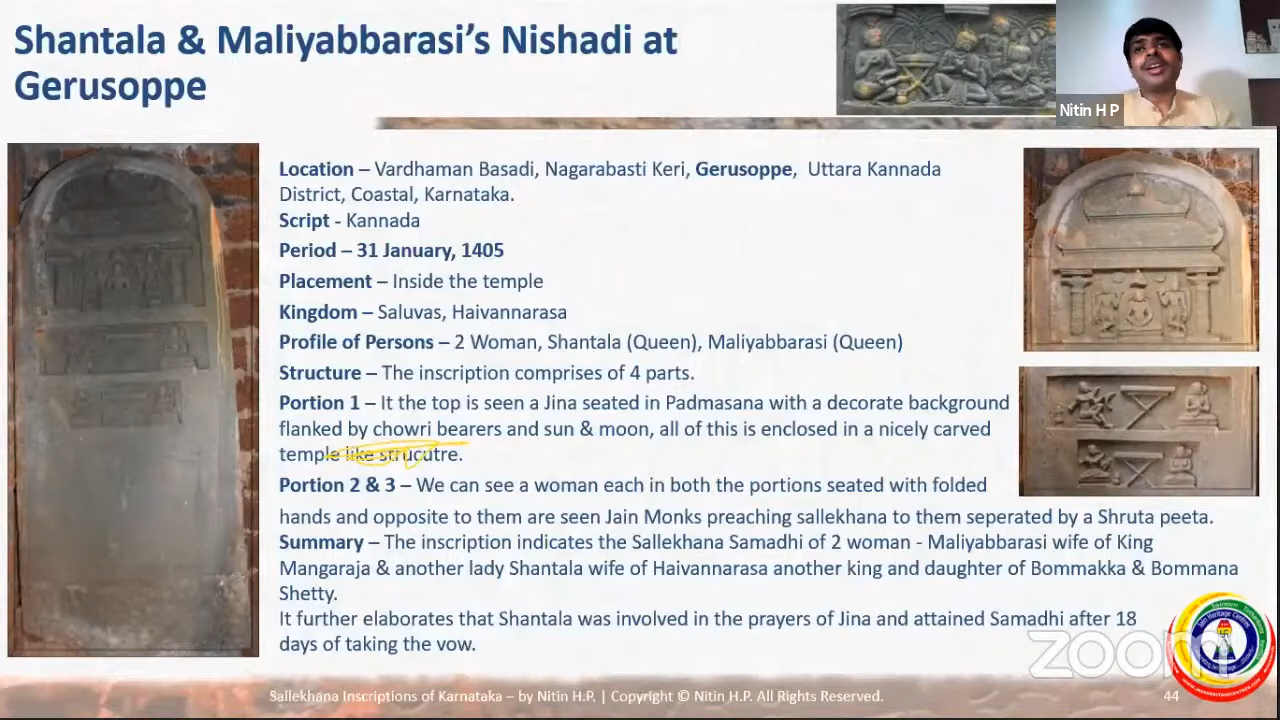 Shantala & Maliyabbarasi’s Nishadi at
Gerusoppe
Nitin H P
Location – Vardhaman Basadi, Nagarabasti Keri, Gerusoppe, Uttara Kannada
District, Coastal, Karnataka.
Script - Kannada
Period – 31 January, 1405
Placement – Inside the temple
Kingdom – Saluvas, Haivannarasa
Profile of Persons – 2 Woman, Shantala (Queen), Maliyabbarasi (Queen)
Structure – The inscription comprises of 4 parts.
Portion 1 – It the top is seen a Jina seated in Padmasana with a decorate background
flanked by chowri bearers and sun & moon, all of this is enclosed in a nicely carved
temple like strucutre.
Portion 2 & 3 – We can see a woman each in both the portions seated with folded
hands and opposite to them are seen Jain Monks preaching sallekhana to them seperated by a Shruta peeta.
Summary – The inscription indicates the Sallekhana Samadhi of 2 woman - Maliyabbarasi wife of King
Mangaraja & another lady Shantala wife of Haivannarasa another king and daughter of Bommakka & Bommana
Shetty.
It further elaborates that Shantala was involved in the prayers of Jina and attained Samadhi after 18
days of taking the vow.
zoom
Sallekhana Inscriptions of Karnataka – by Nitin H.P. | Copyright © Nitin H.P. All Rights Reserved.
44